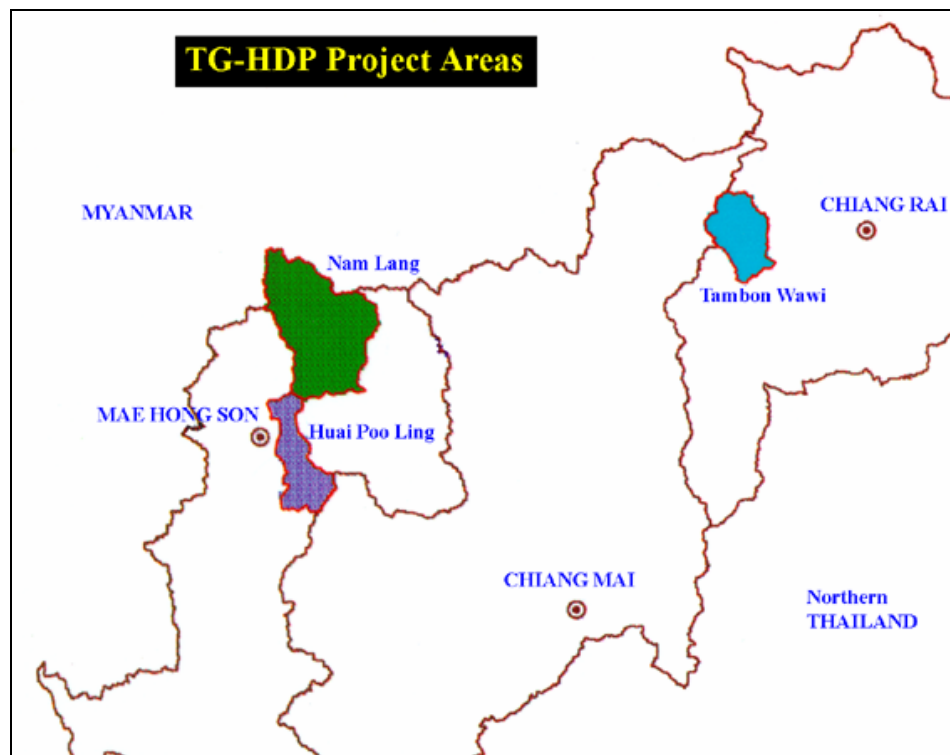 TG-HDP Project Areas
MYANMAR
CHIANG RAI
Nam Lang
Tambon Wawi
MAE HONG SON
Huai Poo Ling
CHIANG MAI
Northern
THAILAND